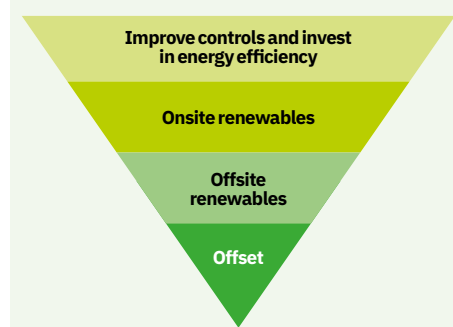 Improve controls and invest
in energy efficiency
Onsite renewables
Offsite
renewables
Offset